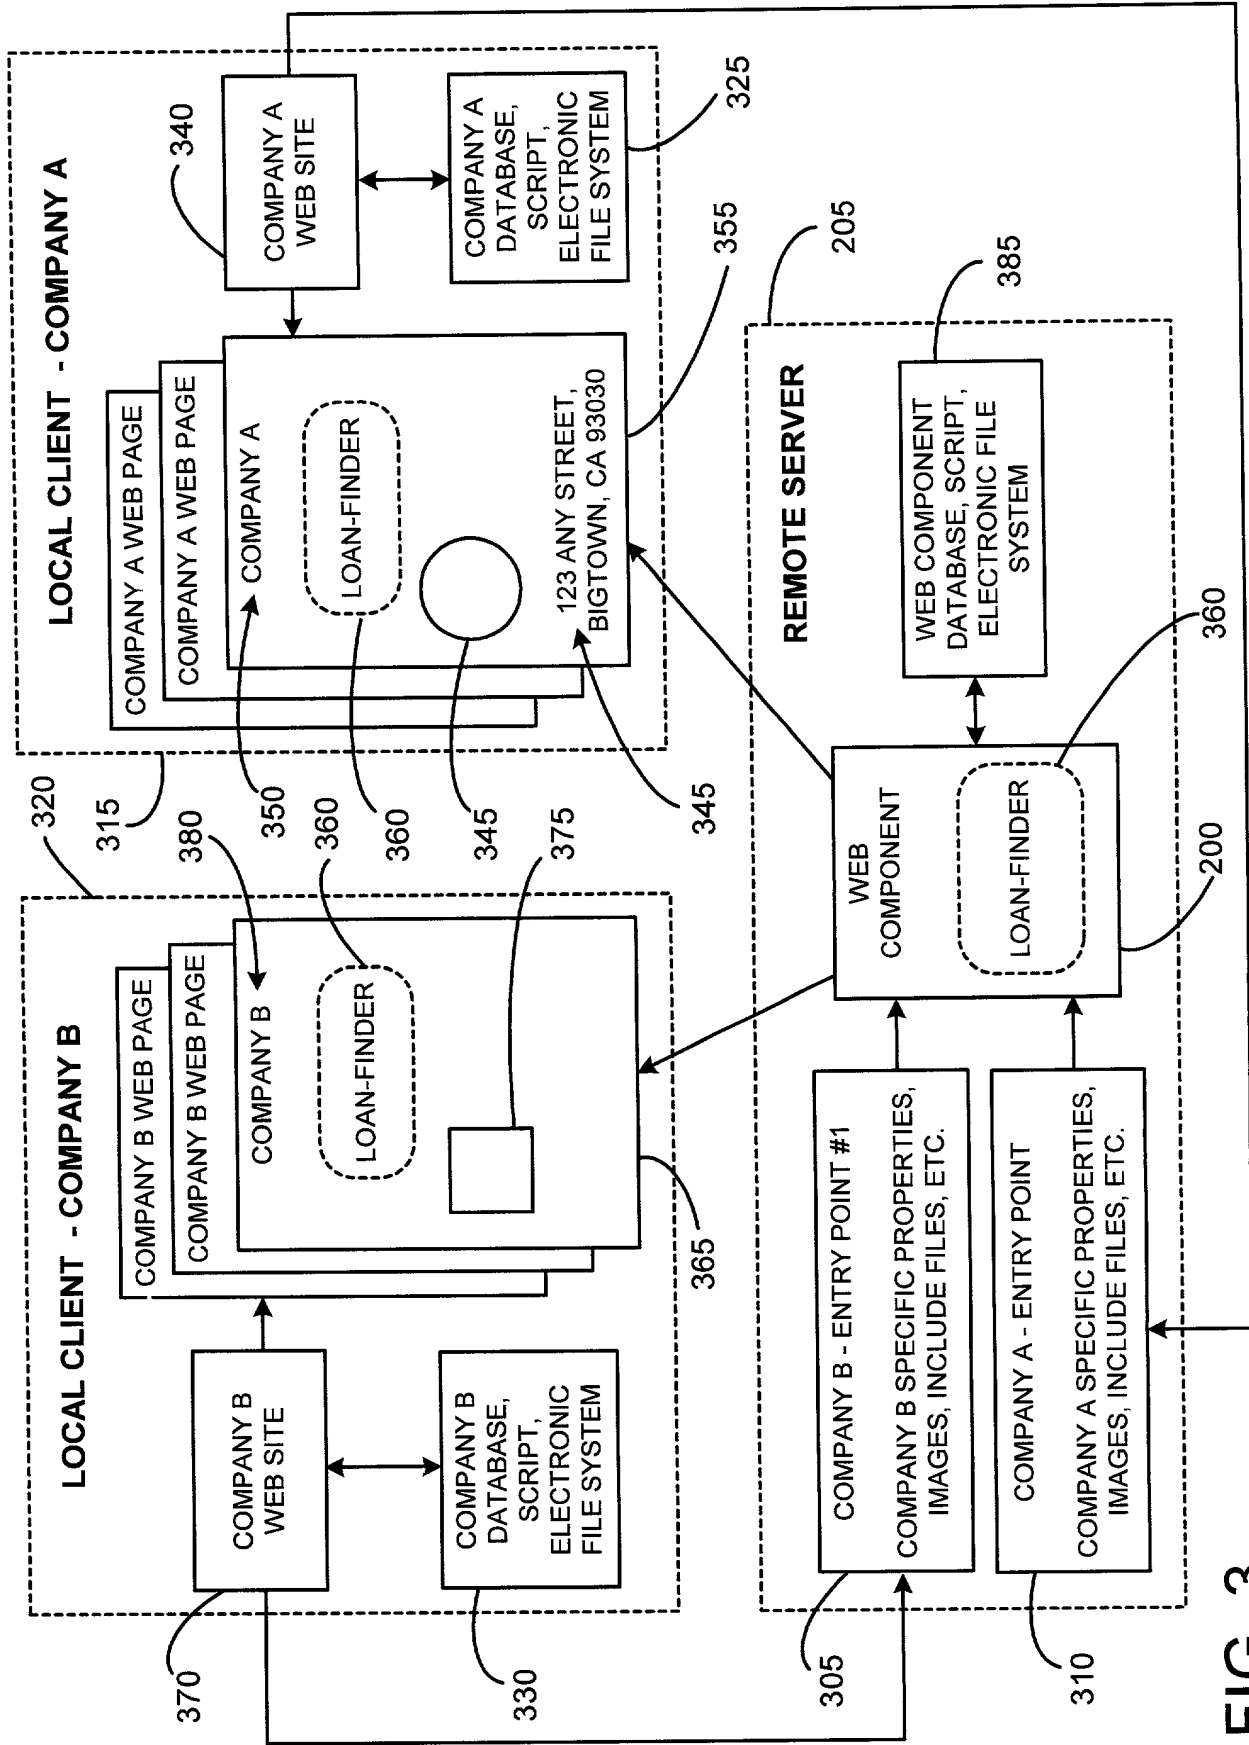 LOCAL CLIENT - COMPANY B
320
COMPANY B WEB PAGE
COMPANY B WEB PAGE
COMPANY B
380
LOAN-FINDER
360
375
365
COMPANY B
WEB SITE
370
COMPANY B
DATABASE,
SCRIPT,
ELECTRONIC
FILE SYSTEM
330
LOCAL CLIENT - COMPANY A
315
COMPANY A WEB PAGE
COMPANY A WEB PAGE
COMPANY A
350
LOAN-FINDER
360
345
123 ANY STREET,
BIGTOWN, CA 93030
345
355
COMPANY A
WEB SITE
340
COMPANY A
DATABASE,
SCRIPT,
ELECTRONIC
FILE SYSTEM
325
REMOTE SERVER
205
COMPANY B - ENTRY POINT #1
COMPANY B SPECIFIC PROPERTIES,
IMAGES, INCLUDE FILES, ETC.
305
COMPANY A - ENTRY POINT
COMPANY A SPECIFIC PROPERTIES,
IMAGES, INCLUDE FILES, ETC.
310
WEB
COMPONENT
LOAN-FINDER
360
200
WEB COMPONENT
DATABASE, SCRIPT,
ELECTRONIC FILE
SYSTEM
385
FIG. 3